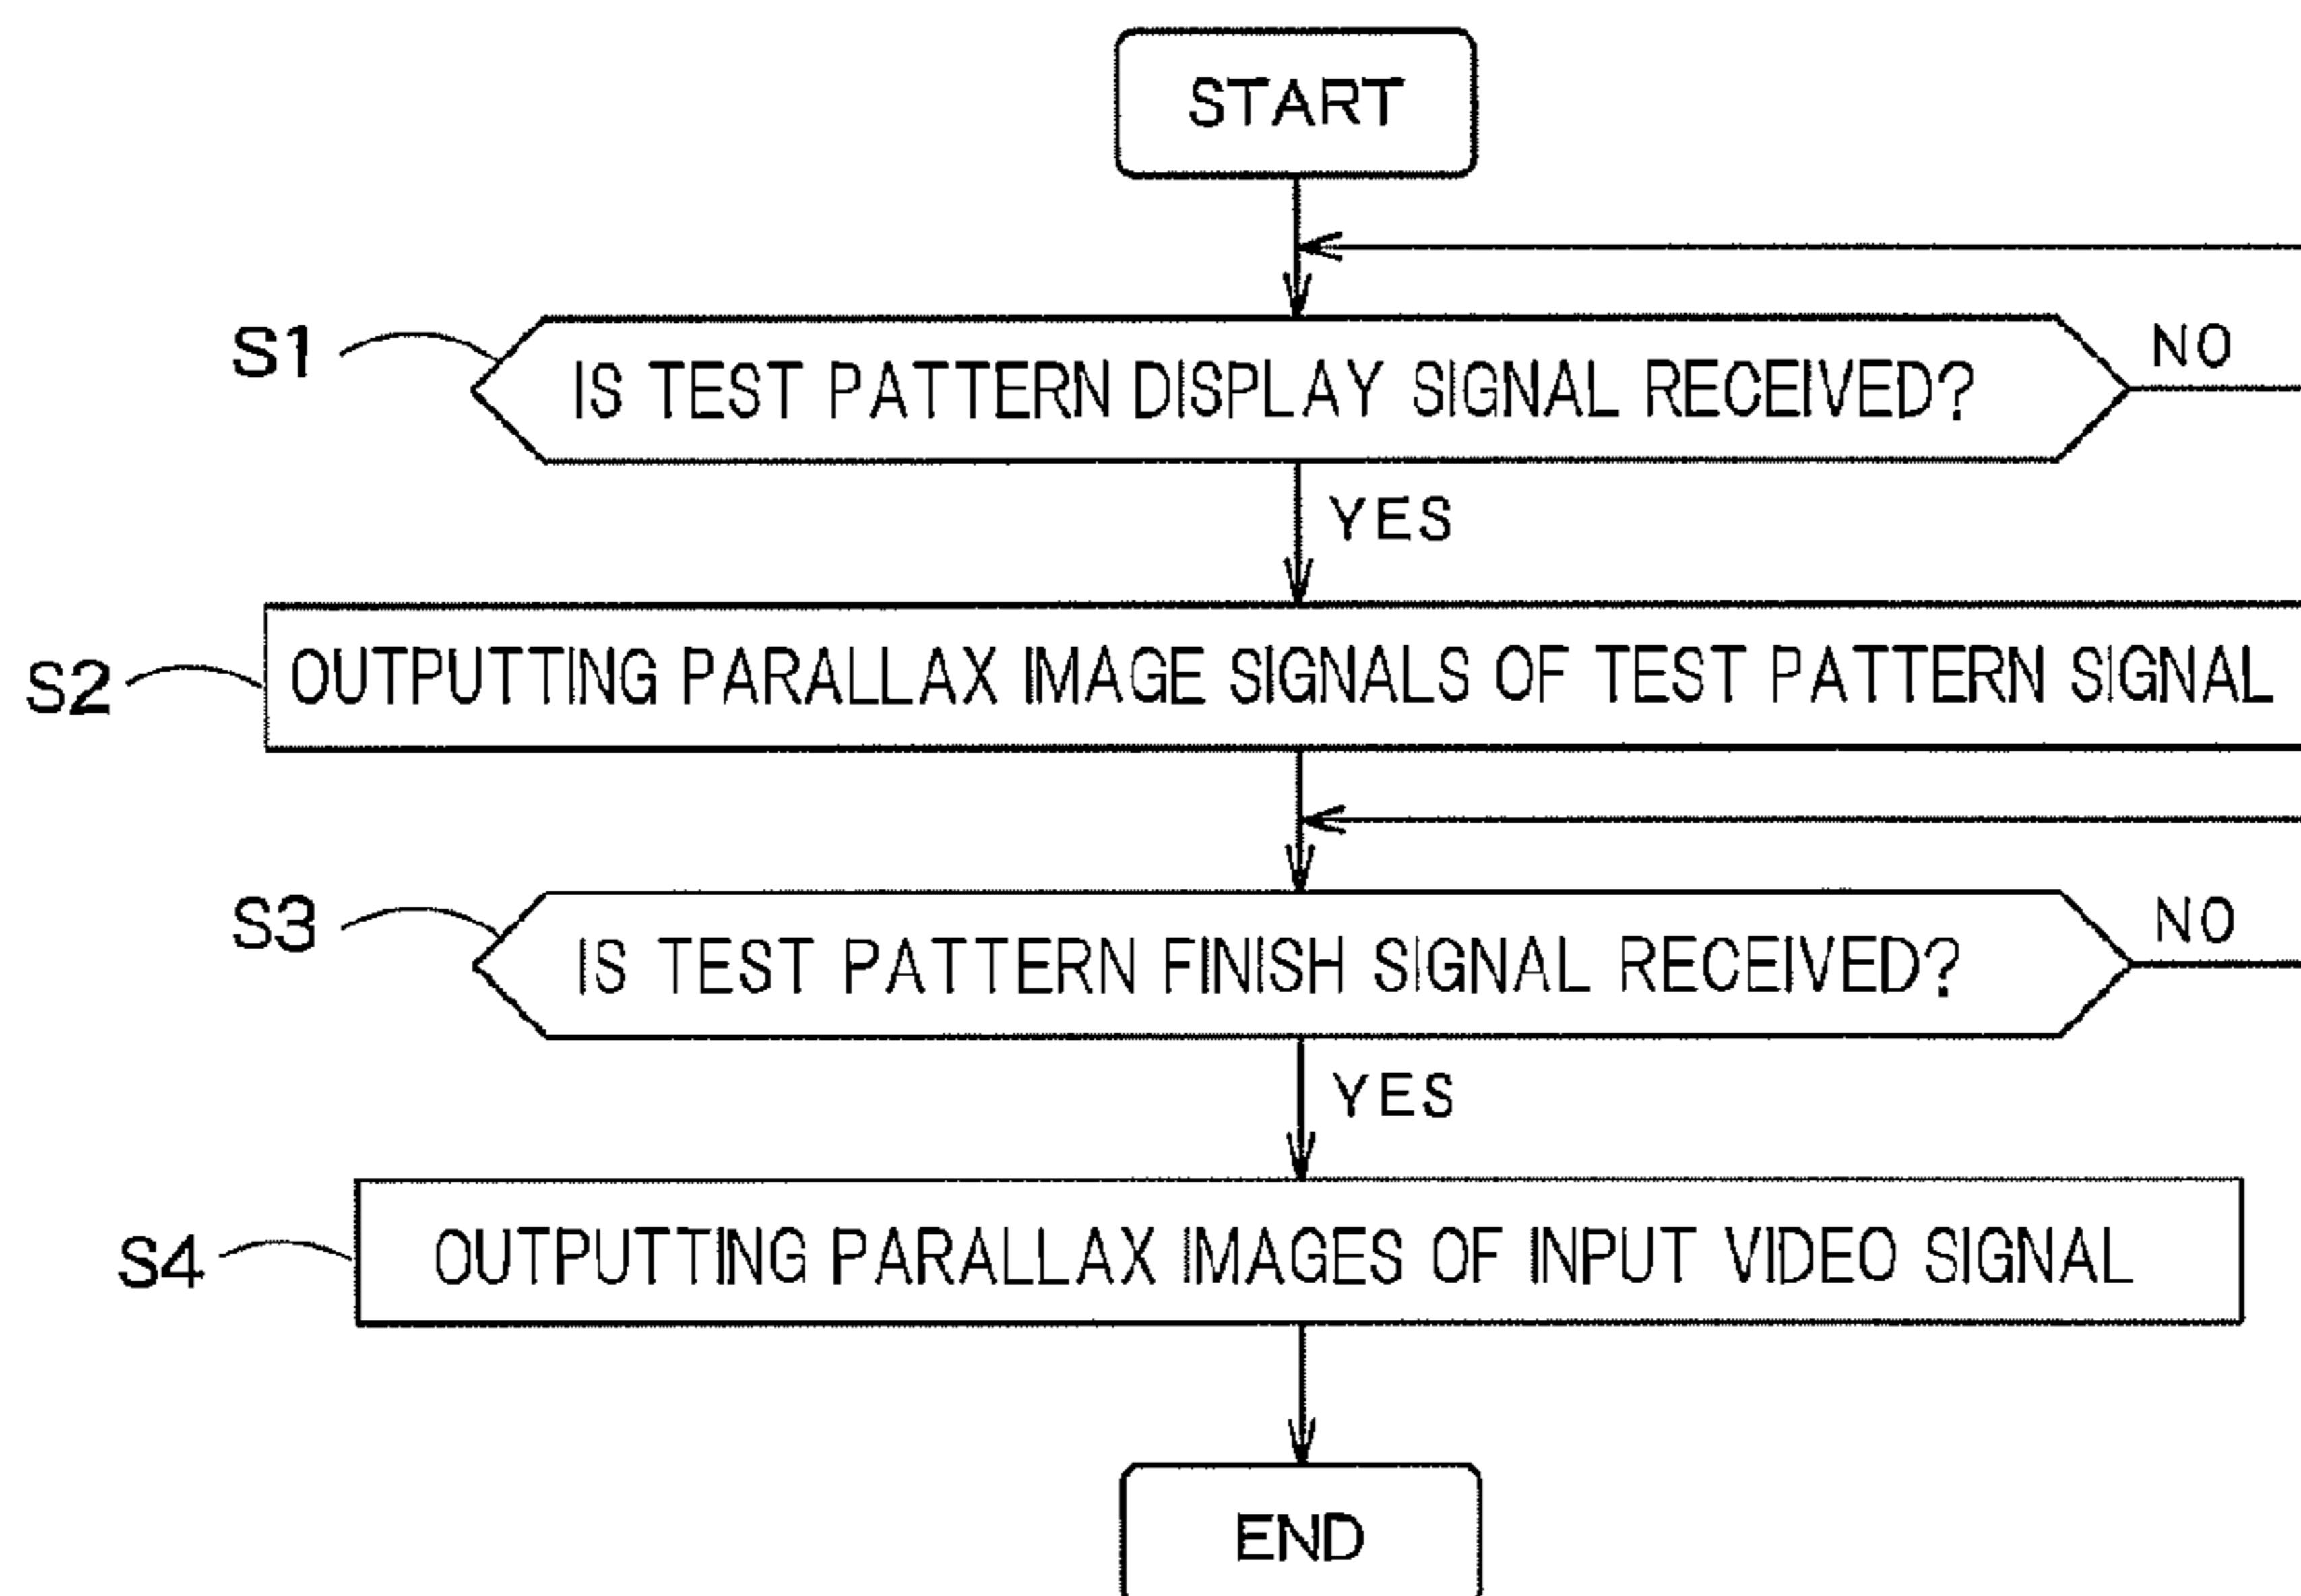 START
S1
IS TEST PATTERN DISPLAY SIGNAL RECEIVED?
NO
YES
S2
OUTPUTTING PARALLAX IMAGE SIGNALS OF TEST PATTERN SIGNAL
S3
IS TEST PATTERN FINISH SIGNAL RECEIVED?
NO
YES
S4
OUTPUTTING PARALLAX IMAGES OF INPUT VIDEO SIGNAL
END